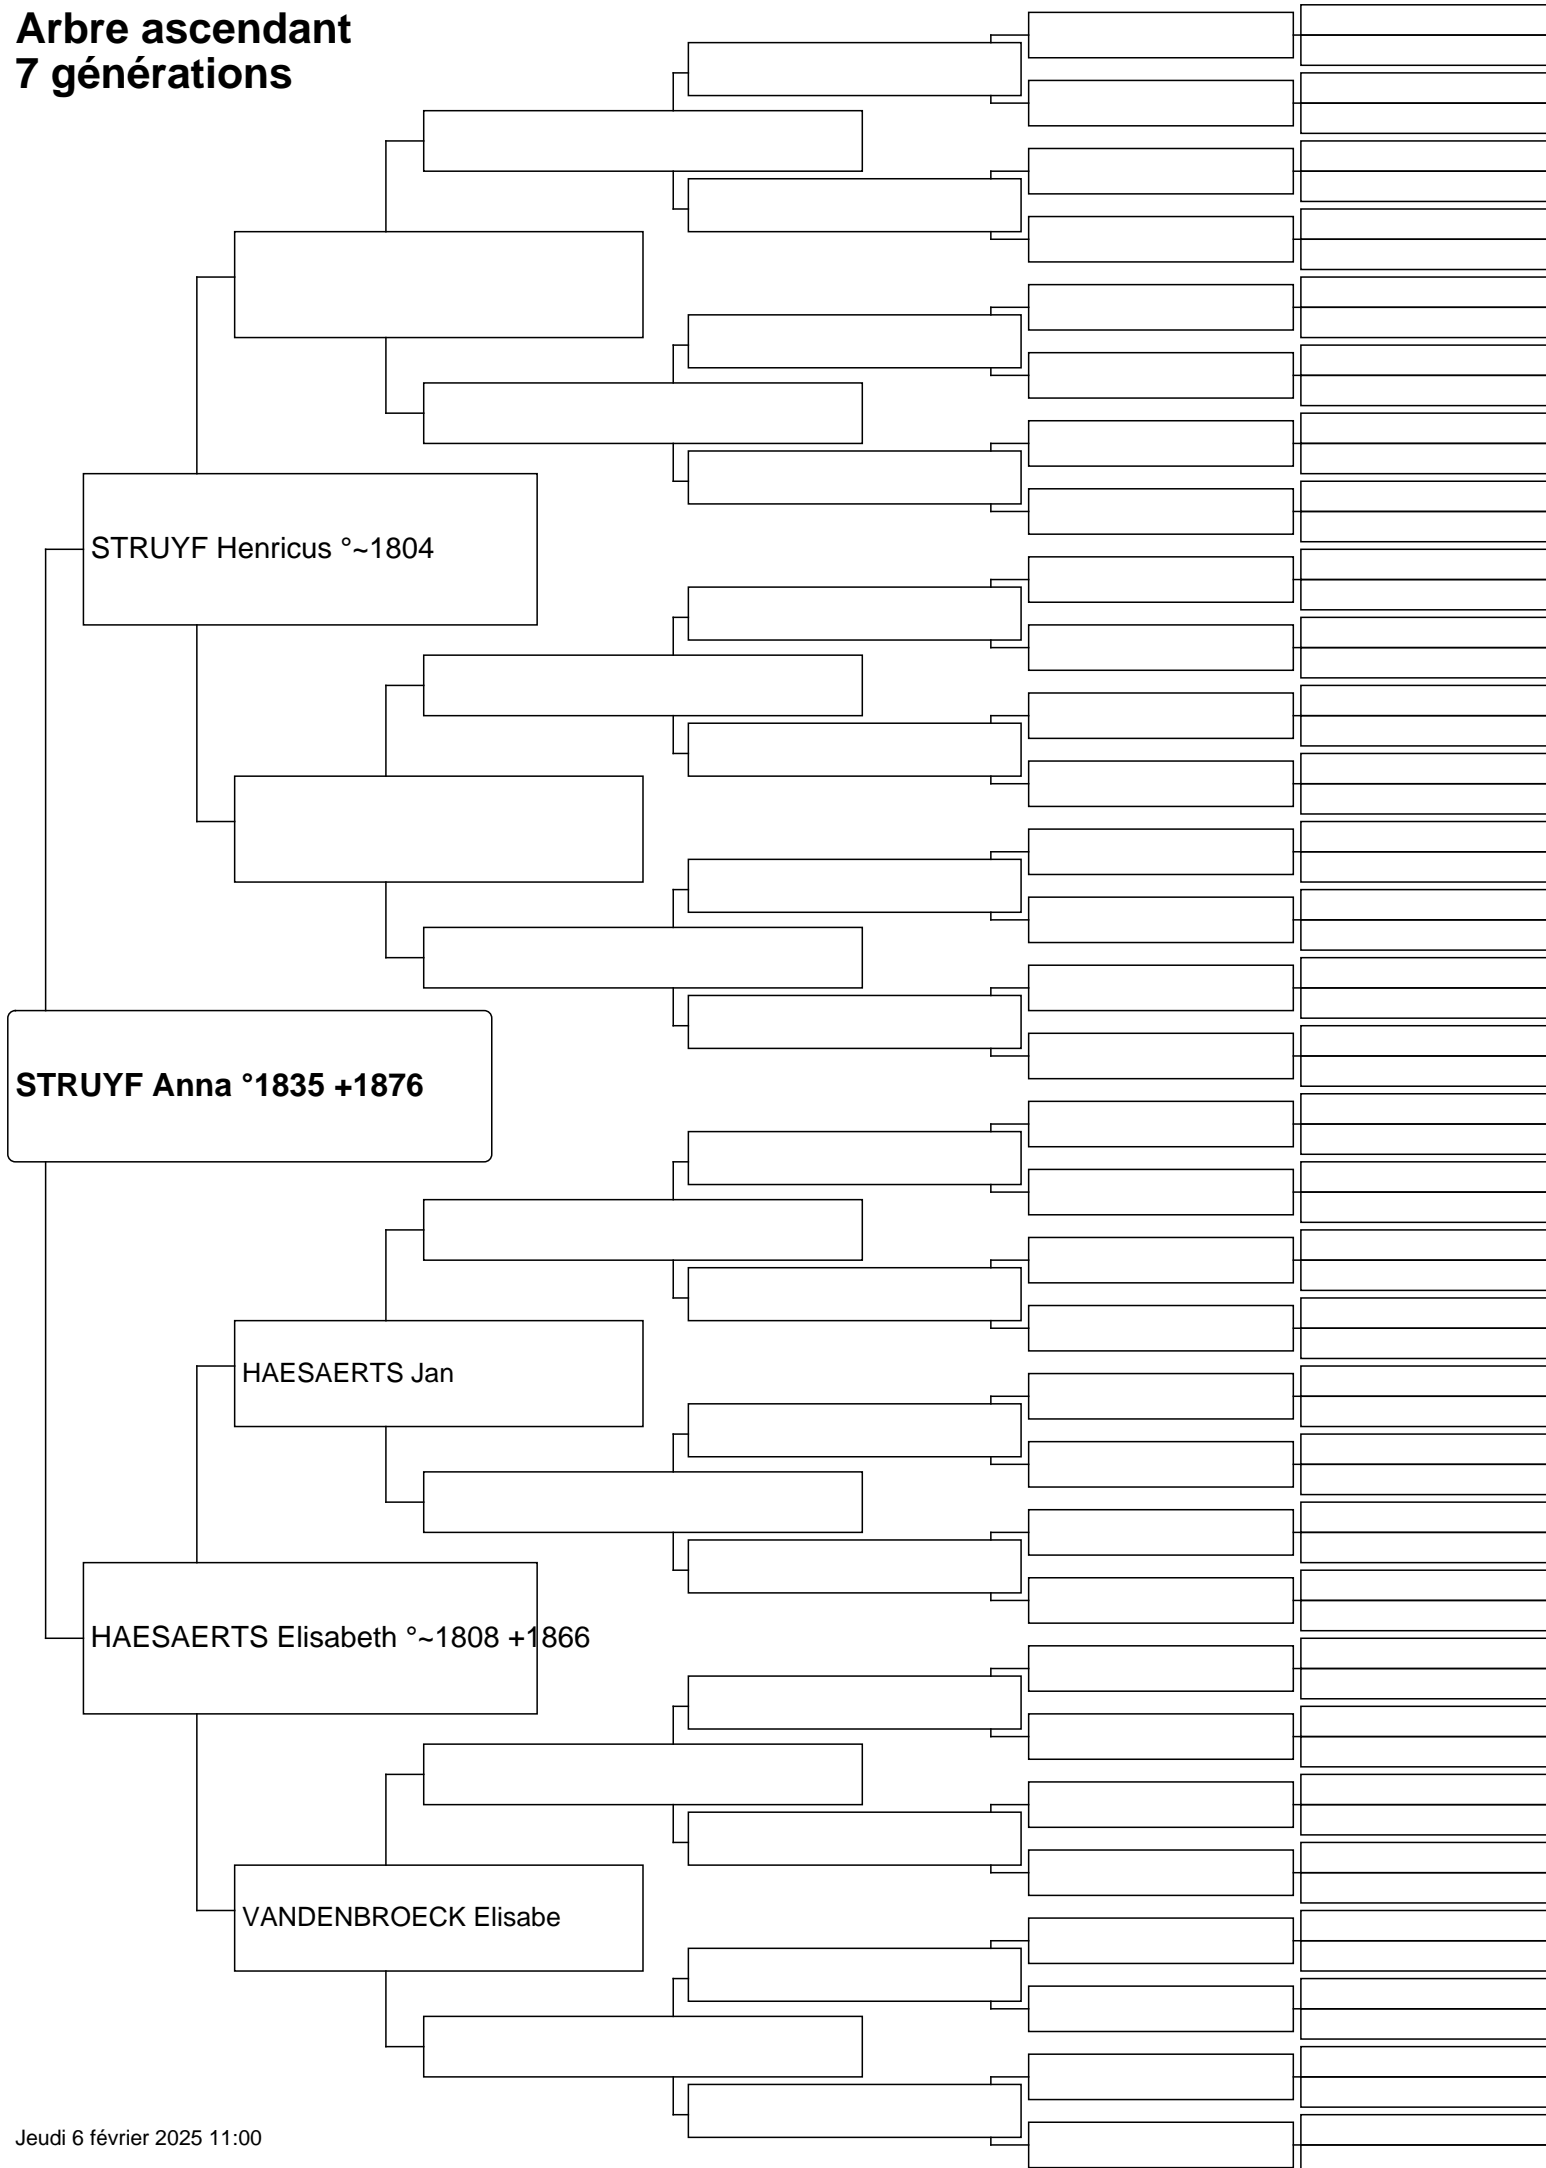 Arbre ascendant
7 générations
STRUYF Henricus °~1804
STRUYF Anna °1835 +1876
HAESAERTS Jan
HAESAERTS Elisabeth °~1808 +1866
VANDENBROECK Elisabe
Jeudi 6 février 2025 11:00